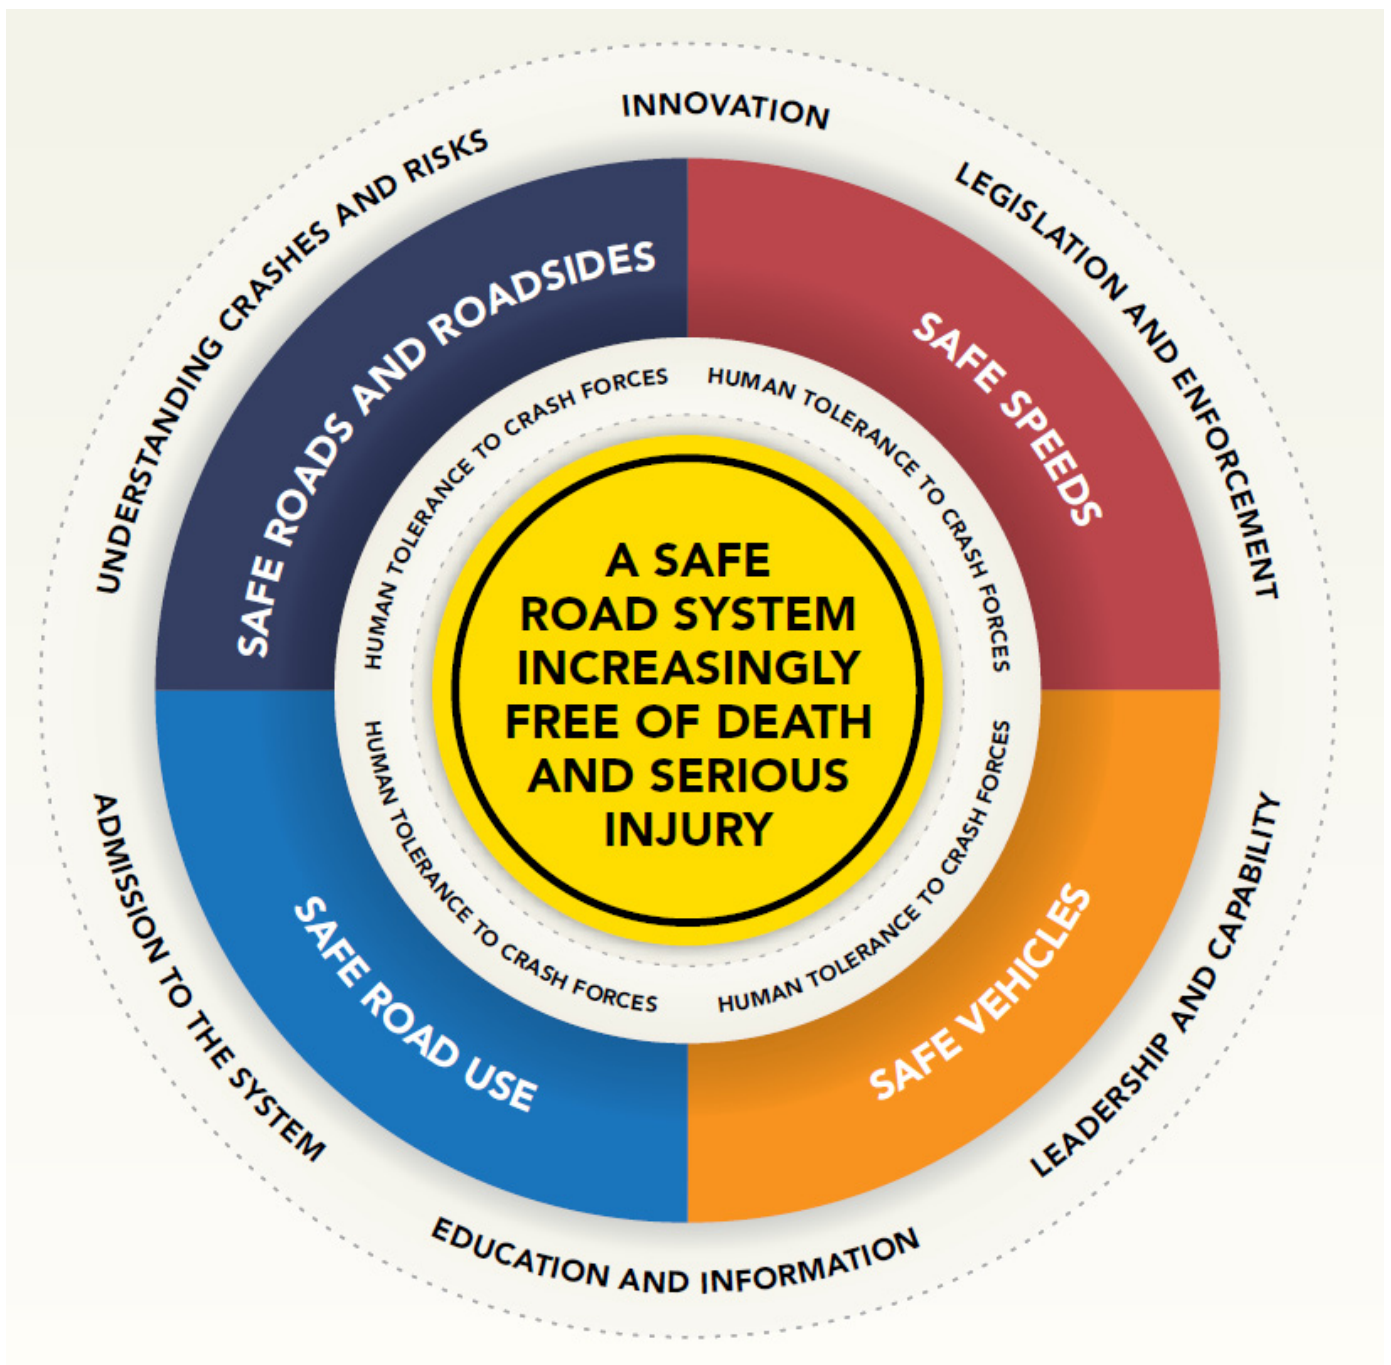 INNOVATION
UNDERSTANDING CRASHES AND RISKS
LEGISLATION AND ENFORCEMENT
SAFE ROADS AND ROADSIDES
SAFE SPEEDS
HUMAN TOLERANCE TO CRASH FORCES
HUMAN TOLERANCE TO CRASH FORCES
A SAFE
ROAD SYSTEM
INCREASINGLY
FREE OF DEATH
AND SERIOUS
INJURY
HUMAN TOLERANCE TO CRASH FORCES
HUMAN TOLERANCE TO CRASH FORCES
SAFE ROAD USE
SAFE VEHICLES
ADMISSION TO THE SYSTEM
LEADERSHIP AND CAPABILITY
EDUCATION AND INFORMATION